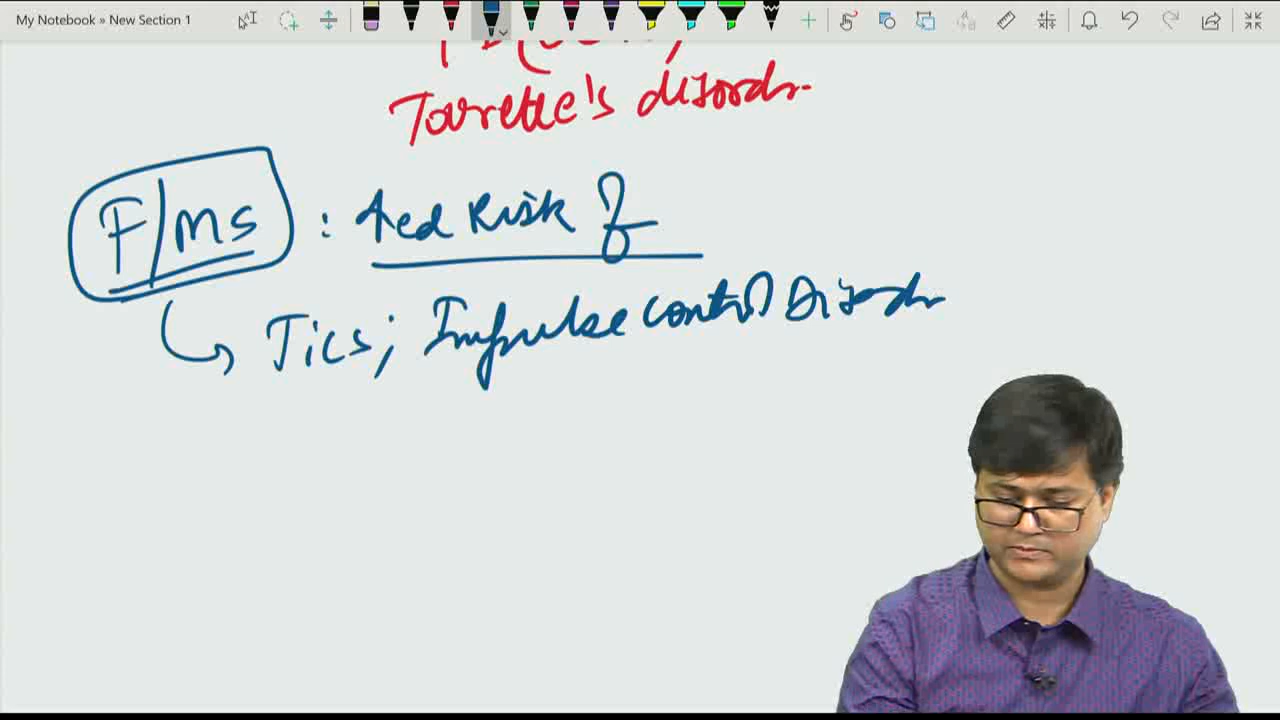 My Notebook » New Section 1
Tourette's disorder
F/ms : ↑ed Risk of
Tics; Impulse control Disorder